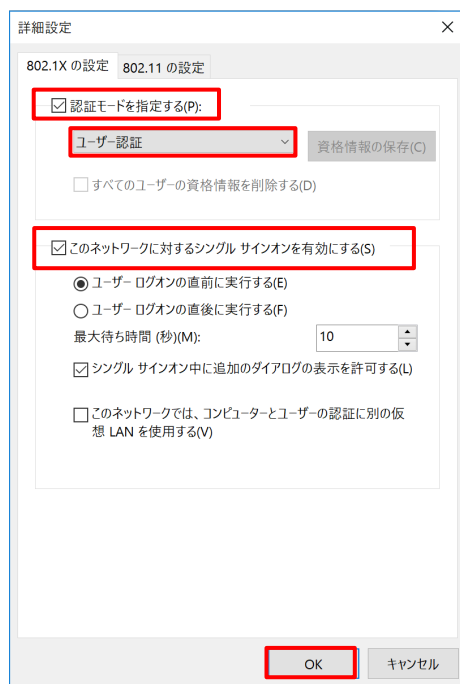 詳細設定
802.1X の設定 802.11 の設定
認証モードを指定する(P):
ユーザー認証 資格情報の保存(C)
すべてのユーザーの資格情報を削除する(D)
このネットワークに対するシングル サインオンを有効にする(S)
ユーザー ログオンの直前に実行する(E)
ユーザー ログオンの直後に実行する(F)
最大待ち時間 (秒)(M): 10
シングル サインオン中に追加のダイアログの表示を許可する(L)
このネットワークでは、コンピューターとユーザーの認証に別の仮
想 LAN を使用する(V)
OK キャンセル